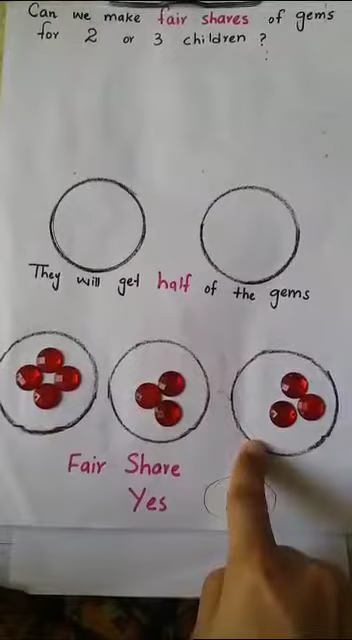 Can we make fair shares of gems
for 2 or 3 children ?
They will get half of the gems
Fair Share
Yes